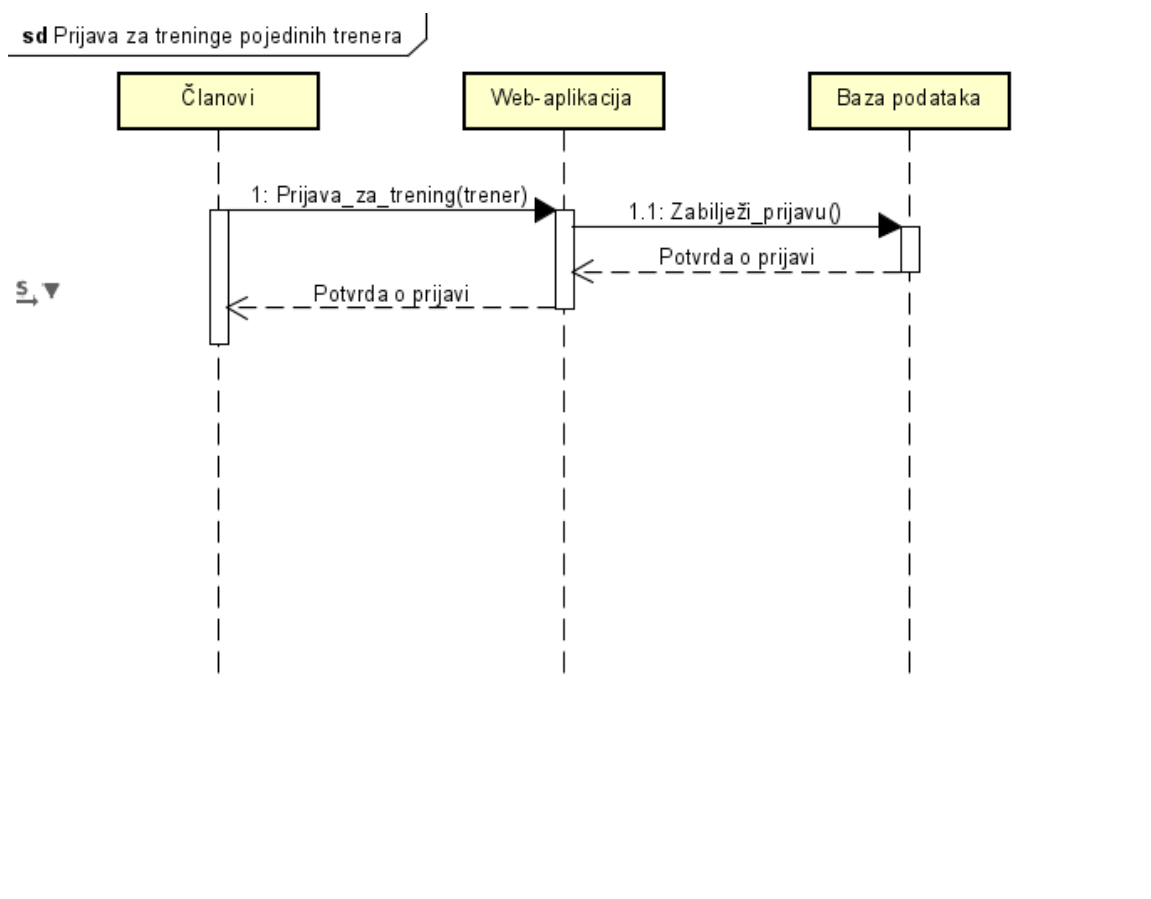 sd Prijava za treninge pojedinih trenera
Članovi
Web-aplikacija
Baza podataka
1: Prijava_za_trening(trener)
1.1: Zabilježi_prijavu()
Potvrda o prijavi
Potvrda o prijavi
S